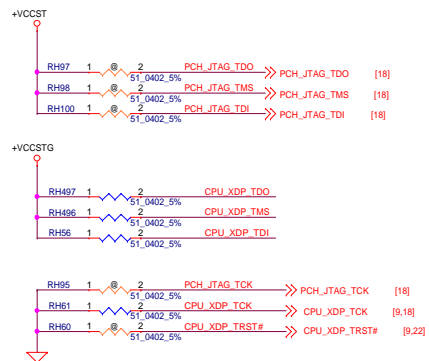 +VCCST
RH97 1 @ 2 PCH_JTAG_TDO PCH_JTAG_TDO [18]
51_0402_5%
RH98 1 @ 2 PCH_JTAG_TMS PCH_JTAG_TMS [18]
51_0402_5%
RH100 1 @ 2 PCH_JTAG_TDI PCH_JTAG_TDI [18]
51_0402_5%
+VCCSTG
RH497 1 2 CPU_XDP_TDO
51_0402_5%
RH496 1 2 CPU_XDP_TMS
51_0402_5%
RH56 1 2 CPU_XDP_TDI
51_0402_5%
RH95 1 @ 2 PCH_JTAG_TCK PCH_JTAG_TCK [18]
51_0402_5%
RH61 1 2 CPU_XDP_TCK CPU_XDP_TCK [9,18]
51_0402_5%
RH60 1 @ 2 CPU_XDP_TRST# CPU_XDP_TRST# [9,22]
51_0402_5%